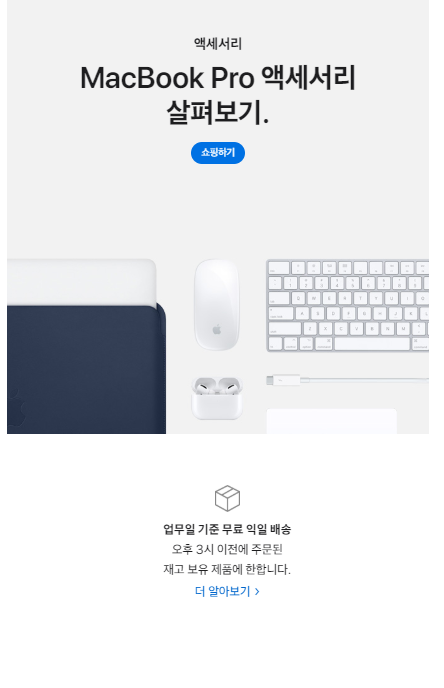 액세서리
MacBook Pro 액세서리
살펴보기.
쇼핑하기
업무일 기준 무료 익일 배송
오후 3시 이전에 주문된
재고 보유 제품에 한합니다.
더 알아보기 >